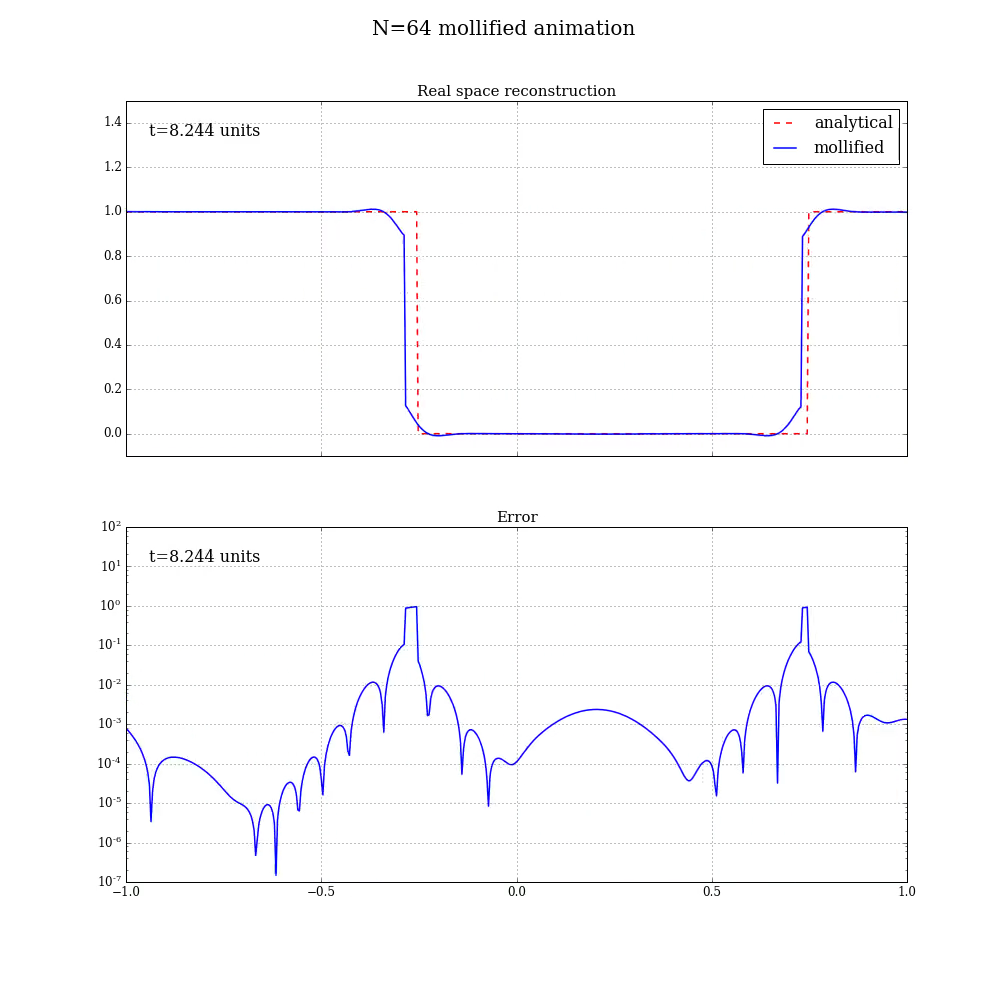 N=64 mollified animation
Real space reconstruction
t=8.244 units
analytical
mollified
1.4
1.2
1.0
0.8
0.6
0.4
0.2
0.0
Error
t=8.244 units
10²
10¹
10⁰
10⁻¹
10⁻²
10⁻³
10⁻⁴
10⁻⁵
10⁻⁶
10⁻⁷
−1.0 −0.5 0.0 0.5 1.0